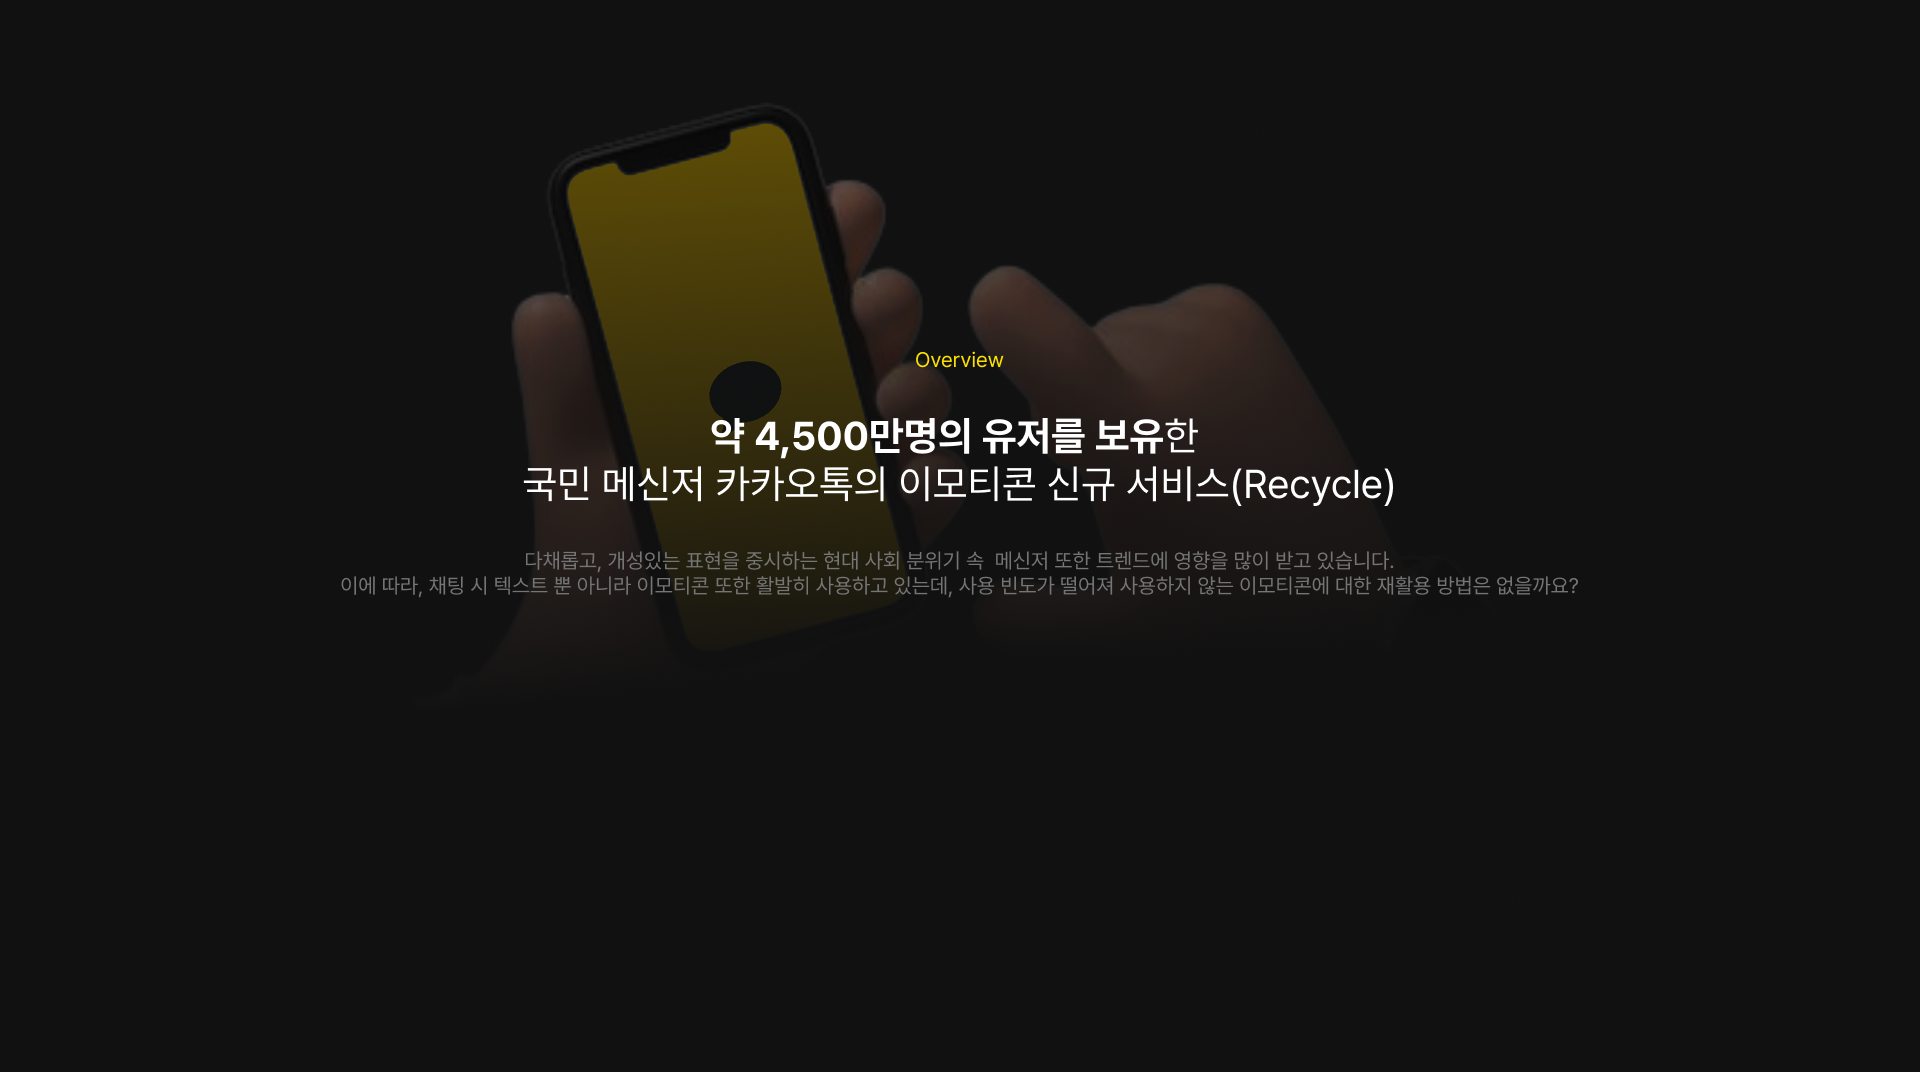 Overview
약 4,500만명의 유저를 보유한
국민 메신저 카카오톡의 이모티콘 신규 서비스(Recycle)
다채롭고, 개성있는 표현을 중시하는 현대 사회 분위기 속 메신저 또한 트렌드에 영향을 많이 받고 있습니다.
이에 따라, 채팅 시 텍스트 뿐 아니라 이모티콘 또한 활발히 사용하고 있는데, 사용 빈도가 떨어져 사용하지 않는 이모티콘에 대한 재활용 방법은 없을까요?